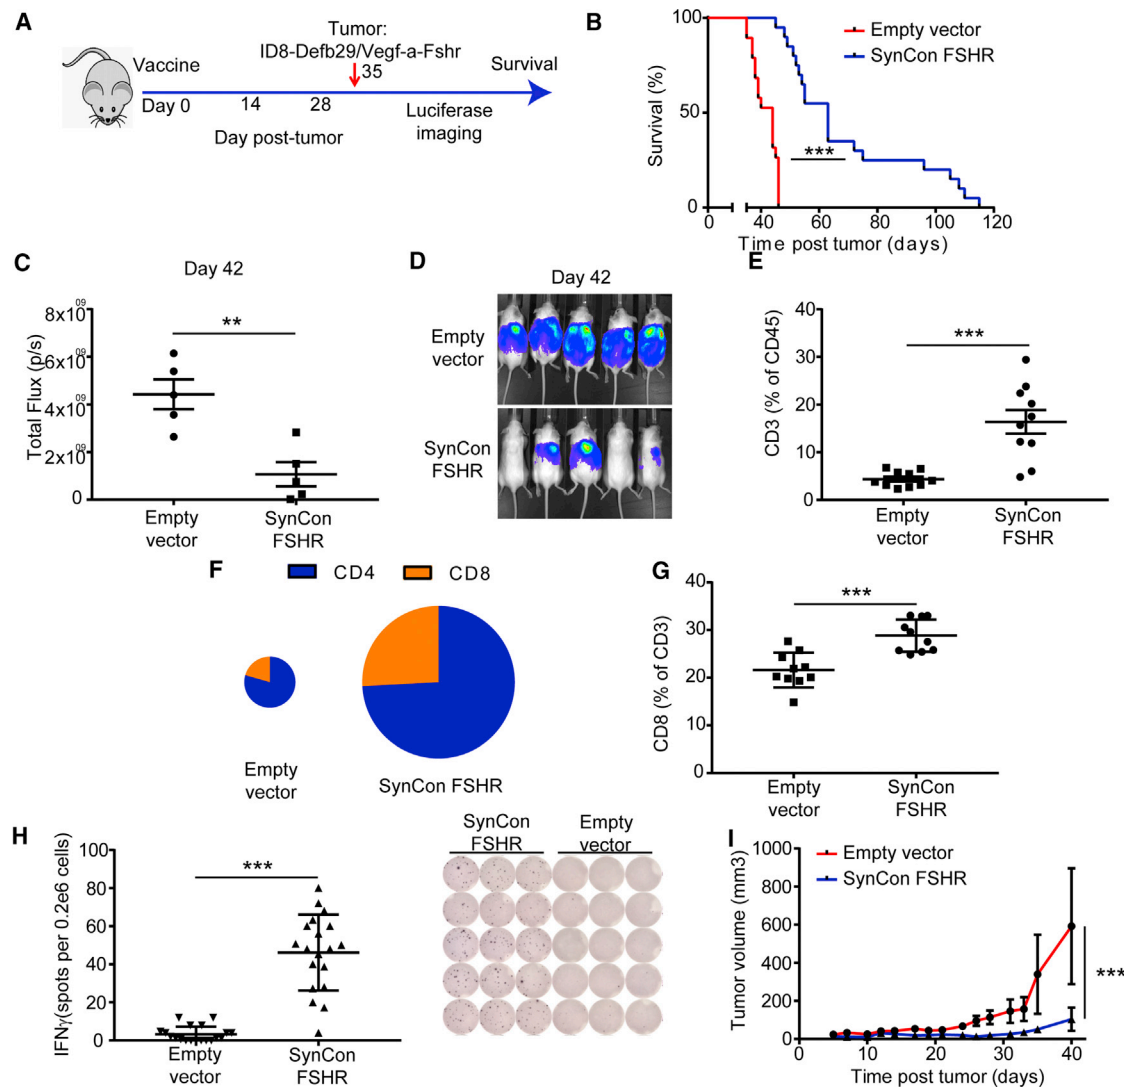 A
Tumor:
ID8-Defb29/Vegf-a-Fshr
Vaccine
35
Survival
Day 0
14
28
Luciferase
imaging
Day post-tumor
B
Empty vector
SynCon FSHR
Survival (%)
100
50
0
***
0
40
60
80
100
120
Time post tumor (days)
C
Day 42
Total Flux (p/s)
8x10^09
6x10^09
4x10^09
2x10^09
0
**
Empty
vector
SynCon
FSHR
D
Day 42
Empty
vector
SynCon
FSHR
E
CD3 (% of CD45)
40
30
20
10
0
***
Empty
vector
SynCon
FSHR
F
CD4
CD8
Empty
vector
SynCon FSHR
G
CD8 (% of CD3)
40
30
20
10
0
***
Empty
vector
SynCon
FSHR
H
IFNγ(spots per 0.2e6 cells)
100
80
60
40
20
0
***
Empty
vector
SynCon
FSHR
SynCon
FSHR
Empty
vector
I
Empty vector
SynCon FSHR
Tumor volume (mm3)
1000
800
600
400
200
0
***
0
10
20
30
40
Time post tumor (days)